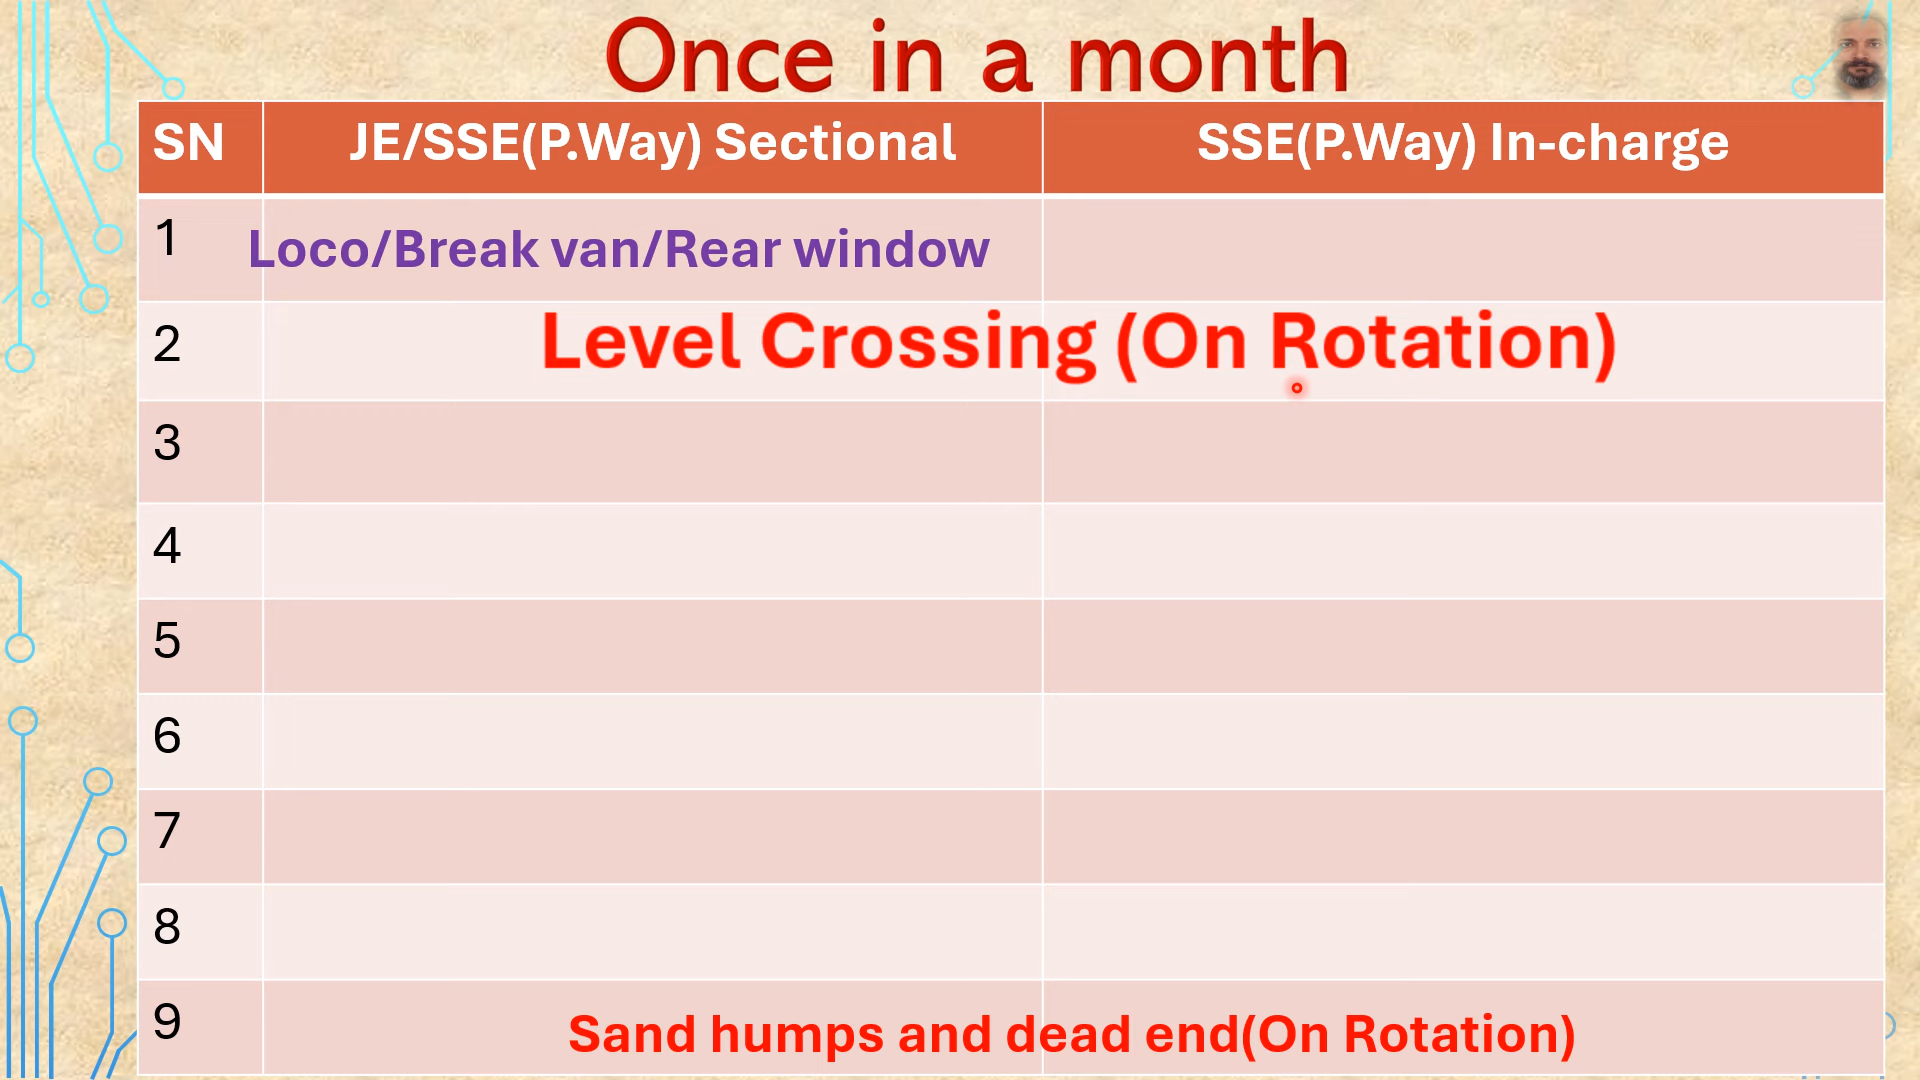 Once in a month
SN JE/SSE(P.Way) Sectional SSE(P.Way) In-charge
1 Loco/Break van/Rear window
2 Level Crossing (On Rotation)
3
4
5
6
7
8
9 Sand humps and dead end(On Rotation)